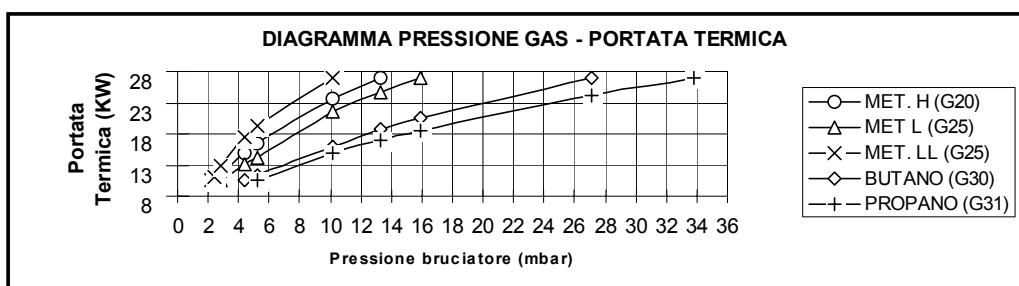 DIAGRAMMA PRESSIONE GAS - PORTATA TERMICA
Portata
Termica (KW)
28
23
18
13
8
0 2 4 6 8 10 12 14 16 18 20 22 24 26 28 30 32 34 36
Pressione bruciatore (mbar)
MET. H (G20)
MET L (G25)
MET. LL (G25)
BUTANO (G30)
PROPANO (G31)